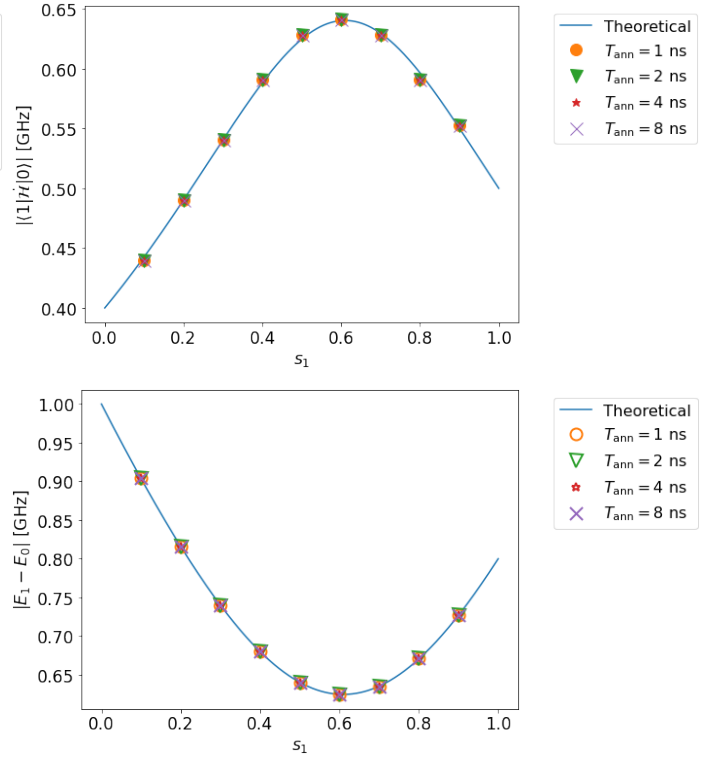 0.65
0.60
0.55
0.50
0.45
0.40
|⟨1|Ḣ|0⟩| [GHz]
0.0 0.2 0.4 0.6 0.8 1.0
s₁
Theoretical
Tₐₙₙ = 1 ns
Tₐₙₙ = 2 ns
Tₐₙₙ = 4 ns
Tₐₙₙ = 8 ns
1.00
0.95
0.90
0.85
0.80
0.75
0.70
0.65
|E₁ − E₀| [GHz]
0.0 0.2 0.4 0.6 0.8 1.0
s₁
Theoretical
Tₐₙₙ = 1 ns
Tₐₙₙ = 2 ns
Tₐₙₙ = 4 ns
Tₐₙₙ = 8 ns